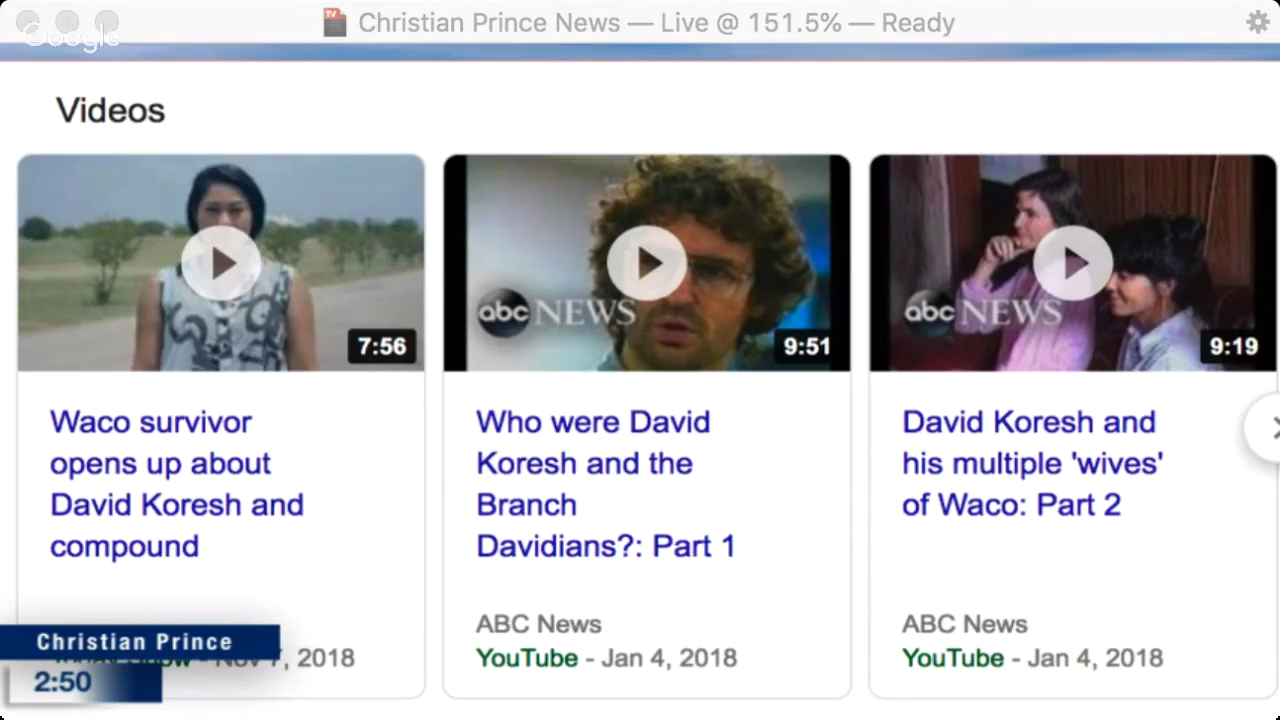 Google
TV
Christian Prince News — Live @ 151.5% — Ready
Videos
7:56
abc NEWS
9:51
abc NEWS
9:19
Waco survivor
opens up about
David Koresh and
compound
Who were David
Koresh and the
Branch
Davidians?: Part 1
David Koresh and
his multiple 'wives'
of Waco: Part 2
ABC News
YouTube - Jan 4, 2018
ABC News
YouTube - Jan 4, 2018
Christian Prince
2018
2:50